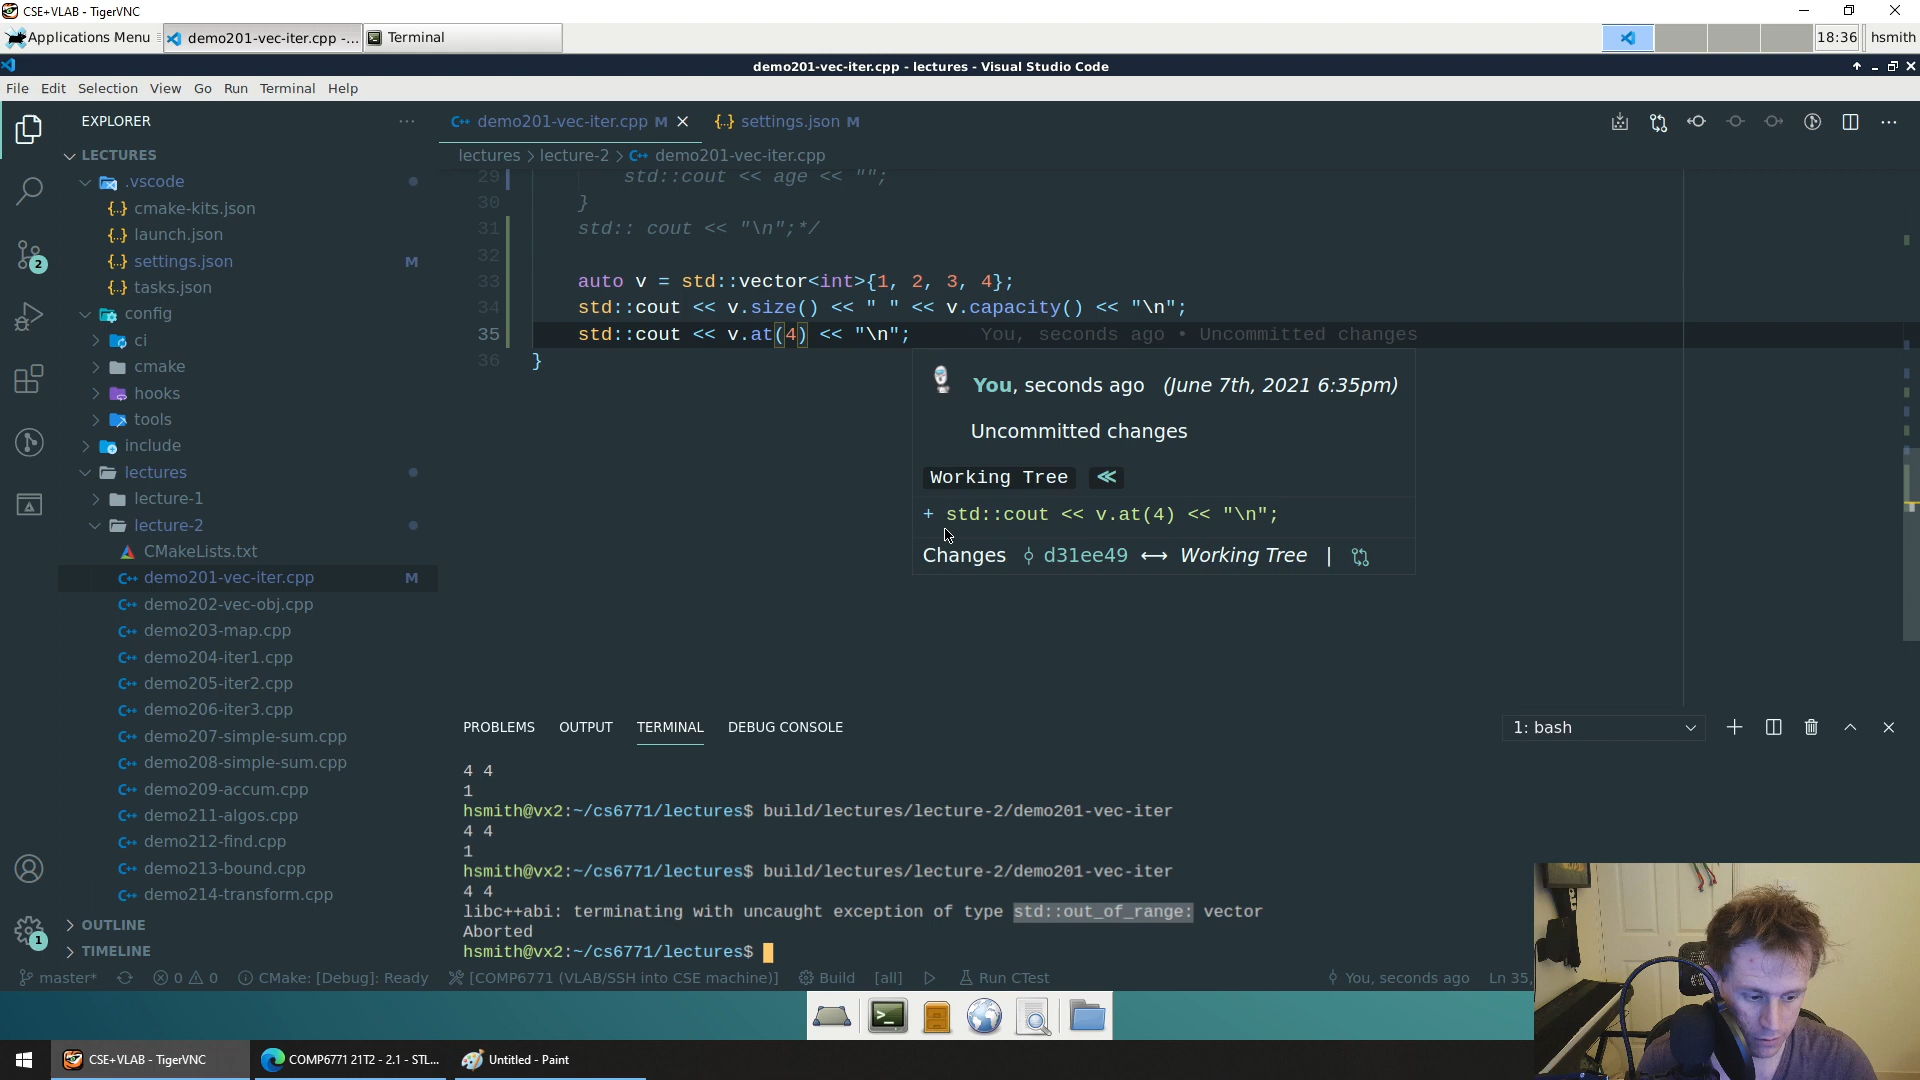 CSE+VLAB - TigerVNC
Applications Menu
demo201-vec-iter.cpp -...
Terminal
18:36
hsmith
demo201-vec-iter.cpp - lectures - Visual Studio Code
File Edit Selection View Go Run Terminal Help
EXPLORER
demo201-vec-iter.cpp M
settings.json M
LECTURES
lectures > lecture-2 > demo201-vec-iter.cpp
.vscode
cmake-kits.json
launch.json
settings.json M
tasks.json
config
ci
cmake
hooks
tools
include
lectures
lecture-1
lecture-2
CMakeLists.txt
demo201-vec-iter.cpp M
demo202-vec-obj.cpp
demo203-map.cpp
demo204-iter1.cpp
demo205-iter2.cpp
demo206-iter3.cpp
demo207-simple-sum.cpp
demo208-simple-sum.cpp
demo209-accum.cpp
demo211-algos.cpp
demo212-find.cpp
demo213-bound.cpp
demo214-transform.cpp
OUTLINE
TIMELINE
2
1
29 std::cout << age << "";
30 }
31 std:: cout << "\n";*/
32
33 auto v = std::vector<int>{1, 2, 3, 4};
34 std::cout << v.size() << " " << v.capacity() << "\n";
35 std::cout << v.at(4) << "\n"; You, seconds ago • Uncommitted changes
36 }
You, seconds ago (June 7th, 2021 6:35pm)
Uncommitted changes
Working Tree
+ std::cout << v.at(4) << "\n";
Changes d31ee49 Working Tree |
PROBLEMS OUTPUT TERMINAL DEBUG CONSOLE
1: bash
4 4
1
hsmith@vx2:~/cs6771/lectures$ build/lectures/lecture-2/demo201-vec-iter
4 4
1
hsmith@vx2:~/cs6771/lectures$ build/lectures/lecture-2/demo201-vec-iter
4 4
libc++abi: terminating with uncaught exception of type std::out_of_range: vector
Aborted
hsmith@vx2:~/cs6771/lectures$
master* 0 0 CMake: [Debug]: Ready [COMP6771 (VLAB/SSH into CSE machine)] Build [all] Run CTest You, seconds ago Ln 35,
CSE+VLAB - TigerVNC
COMP6771 21T2 - 2.1 - STL...
Untitled - Paint